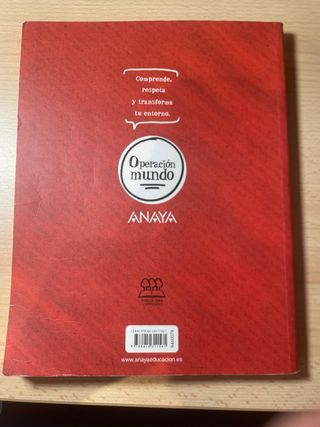 Comprende,
respeta
y transforma
tu entorno.
Operación
mundo
ANAYA
www.anayaeducacion.es